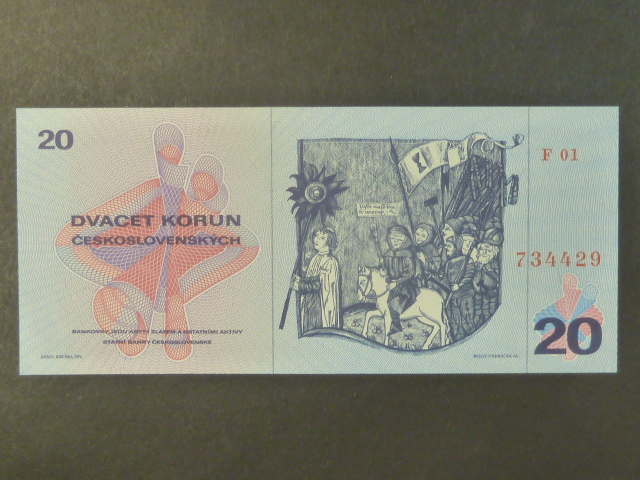 20
DVACET KORUN
ČESKOSLOVENSKÝCH
BANKOVKY JSOU KRYTY ZLATEM A OSTATNÍMI AKTIVY
STÁTNÍ BANKY ČESKOSLOVENSKÉ
F 01
734429
20